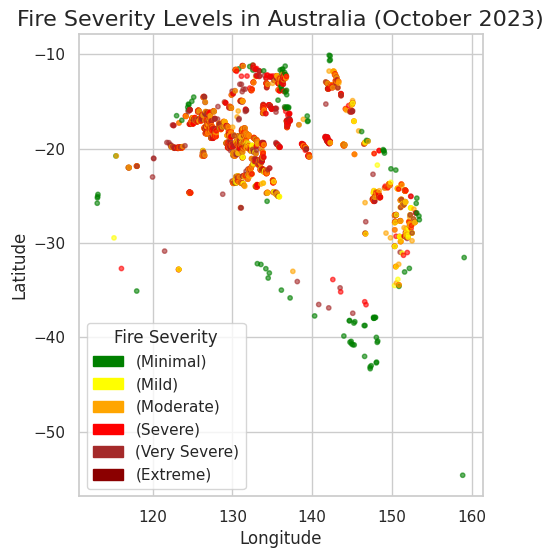 Fire Severity Levels in Australia (October 2023)
−10
−20
−30
−40
−50
Latitude
Fire Severity
(Minimal)
(Mild)
(Moderate)
(Severe)
(Very Severe)
(Extreme)
120 130 140 150 160
Longitude